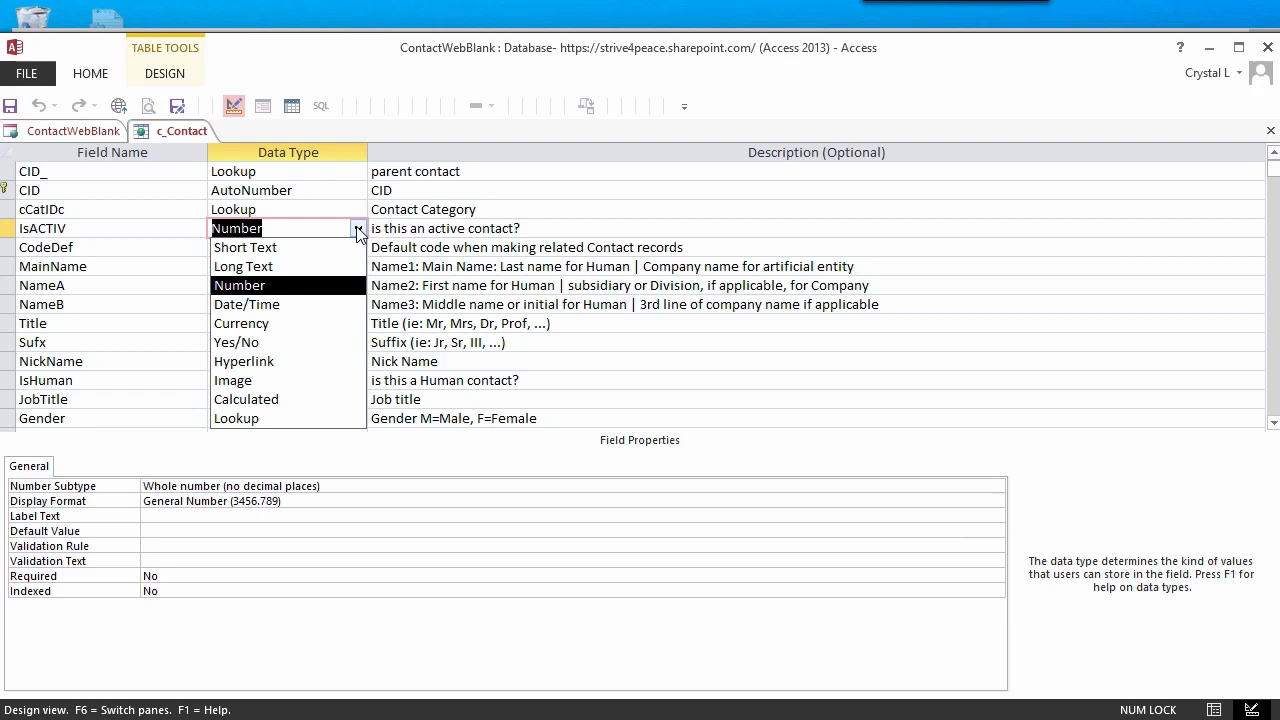 TABLE TOOLS
ContactWebBlank : Database- https://strive4peace.sharepoint.com/ (Access 2013) - Access
FILE
HOME
DESIGN
Crystal L
SQL
ContactWebBlank
c_Contact
Field Name
Data Type
Description (Optional)
CID_
Lookup
parent contact
CID
AutoNumber
CID
cCatIDc
Lookup
Contact Category
IsACTIV
Number
is this an active contact?
CodeDef
Short Text
Default code when making related Contact records
MainName
Long Text
Name1: Main Name: Last name for Human | Company name for artificial entity
NameA
Number
Name2: First name for Human | subsidiary or Division, if applicable, for Company
NameB
Date/Time
Name3: Middle name or initial for Human | 3rd line of company name if applicable
Title
Currency
Title (ie: Mr, Mrs, Dr, Prof, ...)
Sufx
Yes/No
Suffix (ie: Jr, Sr, III, ...)
NickName
Hyperlink
Nick Name
IsHuman
Image
is this a Human contact?
JobTitle
Calculated
Job title
Gender
Lookup
Gender M=Male, F=Female
Field Properties
General
Number Subtype
Whole number (no decimal places)
Display Format
General Number (3456.789)
Label Text
Default Value
Validation Rule
Validation Text
Required
No
Indexed
No
The data type determines the kind of values
that users can store in the field. Press F1 for
help on data types.
Design view. F6 = Switch panes. F1 = Help.
NUM LOCK